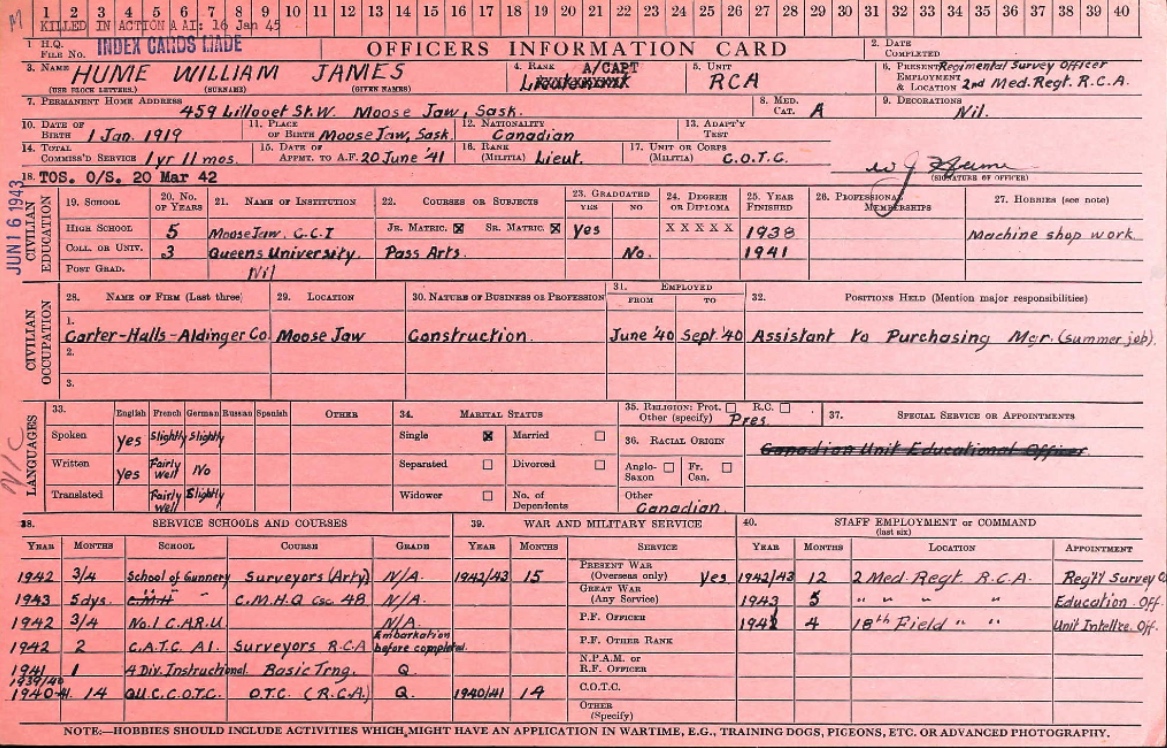 1 2 3 4 5 6 7 8 9 10 11 12 13 14 15 16 17 18 19 20 21 22 23 24 25 26 27 28 29 30 31 32 33 34 35 36 37 38 39 40
M KILLED IN ACTION A AI: 16 Jan 45
1 H.Q. FILE No. INDEX CARDS MADE OFFICERS INFORMATION CARD 2. DATE COMPLETED
3. NAME HUME WILLIAM JAMES 4. RANK A/CAPT 5. UNIT RCA 6. PRESENT EMPLOYMENT & LOCATION Regimental Survey Officer 2nd Med. Regt. R.C.A.
(USE BLOCK LETTERS.) (SURNAME) (GIVEN NAMES)
7. PERMANENT HOME ADDRESS 459 Lillooet St. W. Moose Jaw, Sask. 8. MED. CAT. A 9. DECORATIONS Nil.
10. DATE OF BIRTH 1 Jan. 1919 11. PLACE OF BIRTH Moose Jaw, Sask. 12. NATIONALITY Canadian 13. ADAPT'Y TEST
14. TOTAL COMMISS'D SERVICE 1 yr 11 mos. 15. DATE OF APPMT. TO A.F. 20 June '41 16. RANK (MILITIA) Lieut. 17. UNIT OR CORPS (MILITIA) C.O.T.C.
W J Hume
18. TOS. O/S. 20 Mar 42 (SIGNATURE OF OFFICER)
JUN 16 1943
CIVILIAN EDUCATION
19. SCHOOL 20. No. OF YEARS 21. NAME OF INSTITUTION 22. COURSES OR SUBJECTS 23. GRADUATED YES NO 24. DEGREE OR DIPLOMA 25. YEAR FINISHED 26. PROFESSIONAL MEMBERSHIPS 27. HOBBIES (see note)
HIGH SCHOOL 5 Moose Jaw. C.C.I JR. MATRIC. ☒ SR. MATRIC. ☒ Yes X X X X X 1938 Machine shop work
COLL. OR UNIV. 3 Queens University. Pass Arts. No. 1941
POST GRAD. Nil
CIVILIAN OCCUPATION
28. NAME OF FIRM (Last three) 29. LOCATION 30. NATURE OF BUSINESS OR PROFESSION 31. EMPLOYED FROM TO 32. POSITIONS HELD (Mention major responsibilities)
1. Carter-Halls-Aldinger Co. Moose Jaw Construction. June '40 Sept. '40 Assistant to Purchasing Mgr. (summer job).
2.
3.
N/C
LANGUAGES
33. English French German Russian Spanish OTHER 34. MARITAL STATUS 35. RELIGION: Prot. ☐ R.C. ☐ Other (specify) Pres. 37. SPECIAL SERVICE OR APPOINTMENTS
Spoken Yes Slightly Slightly Single ☒ Married ☐ 36. RACIAL ORIGIN Canadian Unit Educational Officer.
Written Yes Fairly well No Separated ☐ Divorced ☐ Anglo-Saxon ☐ Fr. Can. ☐
Translated Fairly well Slightly Widower ☐ No. of Dependents Other Canadian.
38. SERVICE SCHOOLS AND COURSES 39. WAR AND MILITARY SERVICE 40. STAFF EMPLOYMENT or COMMAND (last six)
YEAR MONTHS SCHOOL COURSE GRADE YEAR MONTHS SERVICE YEAR MONTHS LOCATION APPOINTMENT
1942 3/4 School of Gunnery Surveyors (Arty) N/A. 1942/43 15 PRESENT WAR (Overseas only) Yes 1942/43 12 2 Med. Regt. R.C.A. Reg'tl Survey O
1943 5 dys. C.M.H " C.M.H.Q Csc 48 N/A. GREAT WAR (Any Service) 1943 5 " " " " Education. Off.
1942 3/4 No. 1 C.A.R.U. N/A. P.F. OFFICER 1942 4 18th Field " " Unit Intellxe. Off.
1942 2 C.A.T.C. A1. Surveyors R.C.A Embarkation before completed. P.F. OTHER RANK
1941 1 A Div. Instructional. Basic Trng. Q. N.P.A.M. or R.F. OFFICER
1939/40 1940-41. 14 QU. C.C.O.T.C. O.T.C. (R.C.A.) Q. 1940/41 14 C.O.T.C.
OTHER (Specify)
NOTE:—HOBBIES SHOULD INCLUDE ACTIVITIES WHICH MIGHT HAVE AN APPLICATION IN WARTIME, E.G., TRAINING DOGS, PIGEONS, ETC. OR ADVANCED PHOTOGRAPHY.